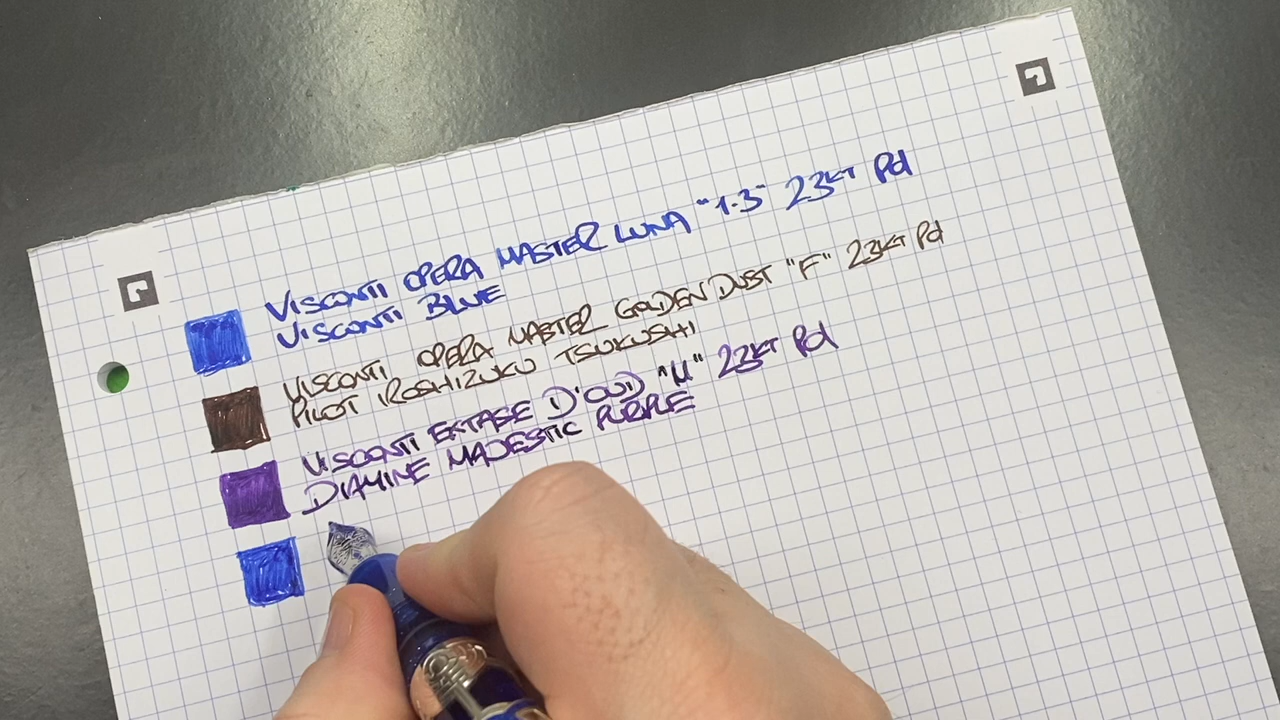 VISCONTI OPERA MASTER LUNA "1.3" 23KT Pd
VISCONTI BLUE
VISCONTI OPERA MASTER GOLDEN DUST "F" 23KT Pd
PILOT IROSHIZUKU TSUKUSHI
VISCONTI EXTASE D'OUD "M" 23KT Pd
DIAMINE MAJESTIC PURPLE